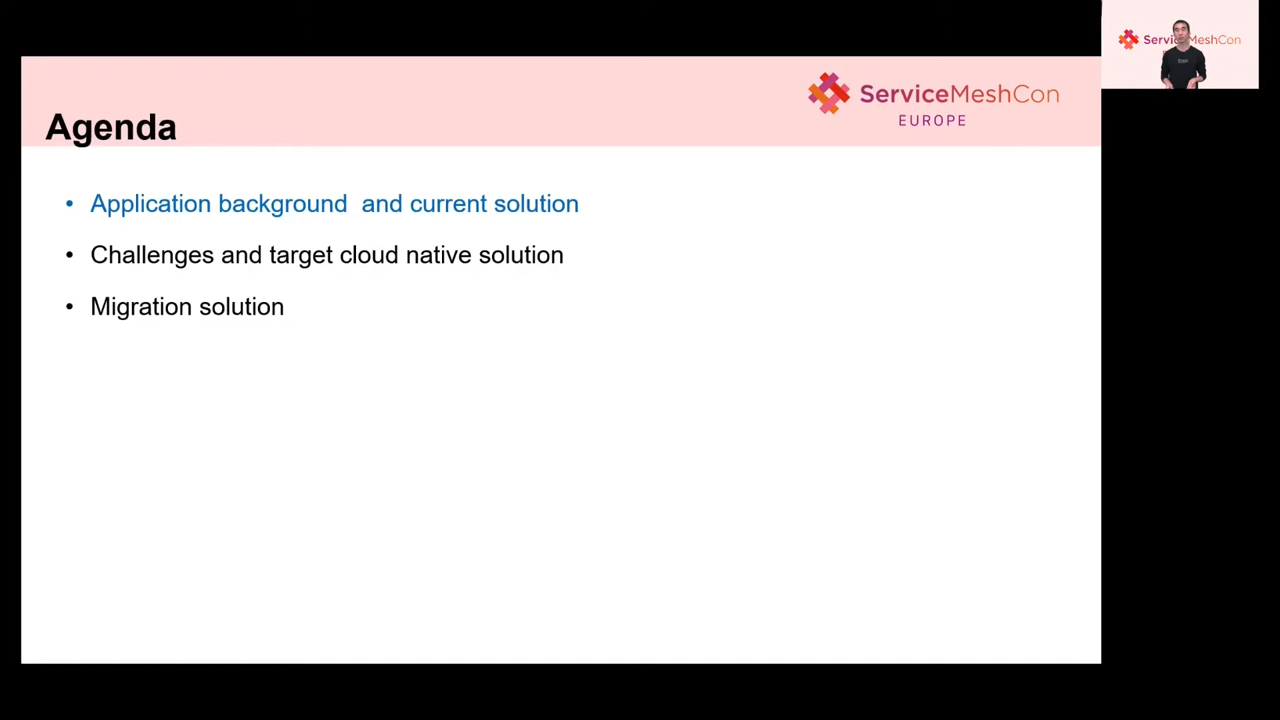 ServiceMeshCon
ServiceMeshCon
EUROPE
Agenda
• Application background  and current solution
• Challenges and target cloud native solution
• Migration solution